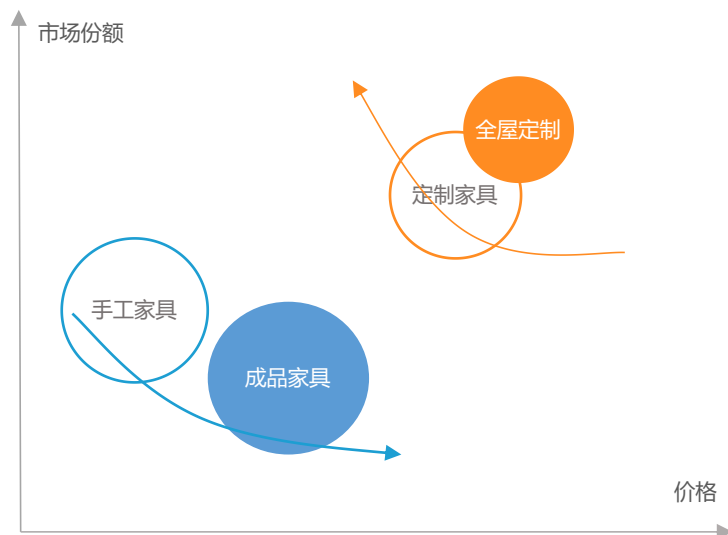 市场份额
全屋定制
定制家具
手工家具
成品家具
价格